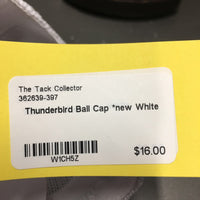 The Tack Collector
362639-397
Thunderbird Ball Cap *new White
W1CH5Z
$16.00